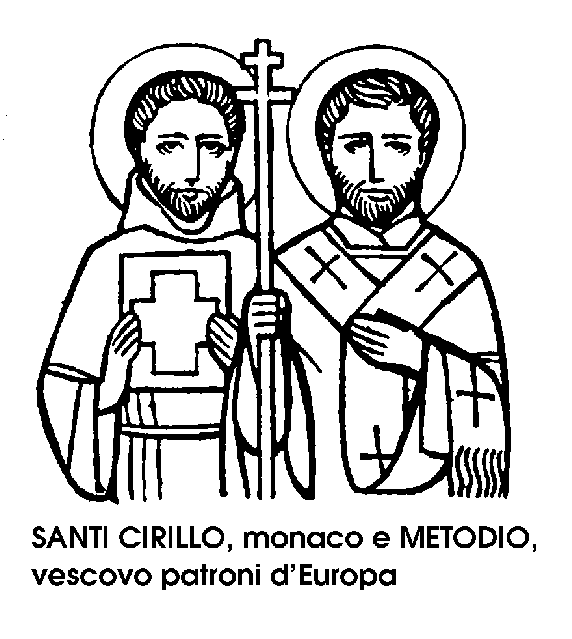 SANTI CIRILLO, monaco e METODIO,
vescovo patroni d'Europa